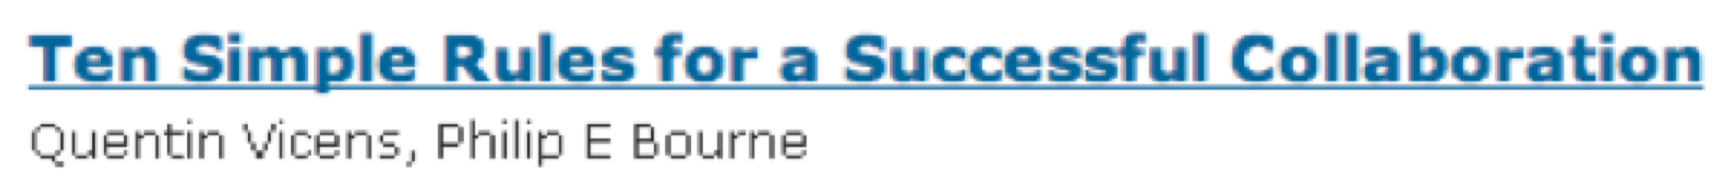 Ten Simple Rules for a Successful Collaboration
Quentin Vicens, Philip E Bourne